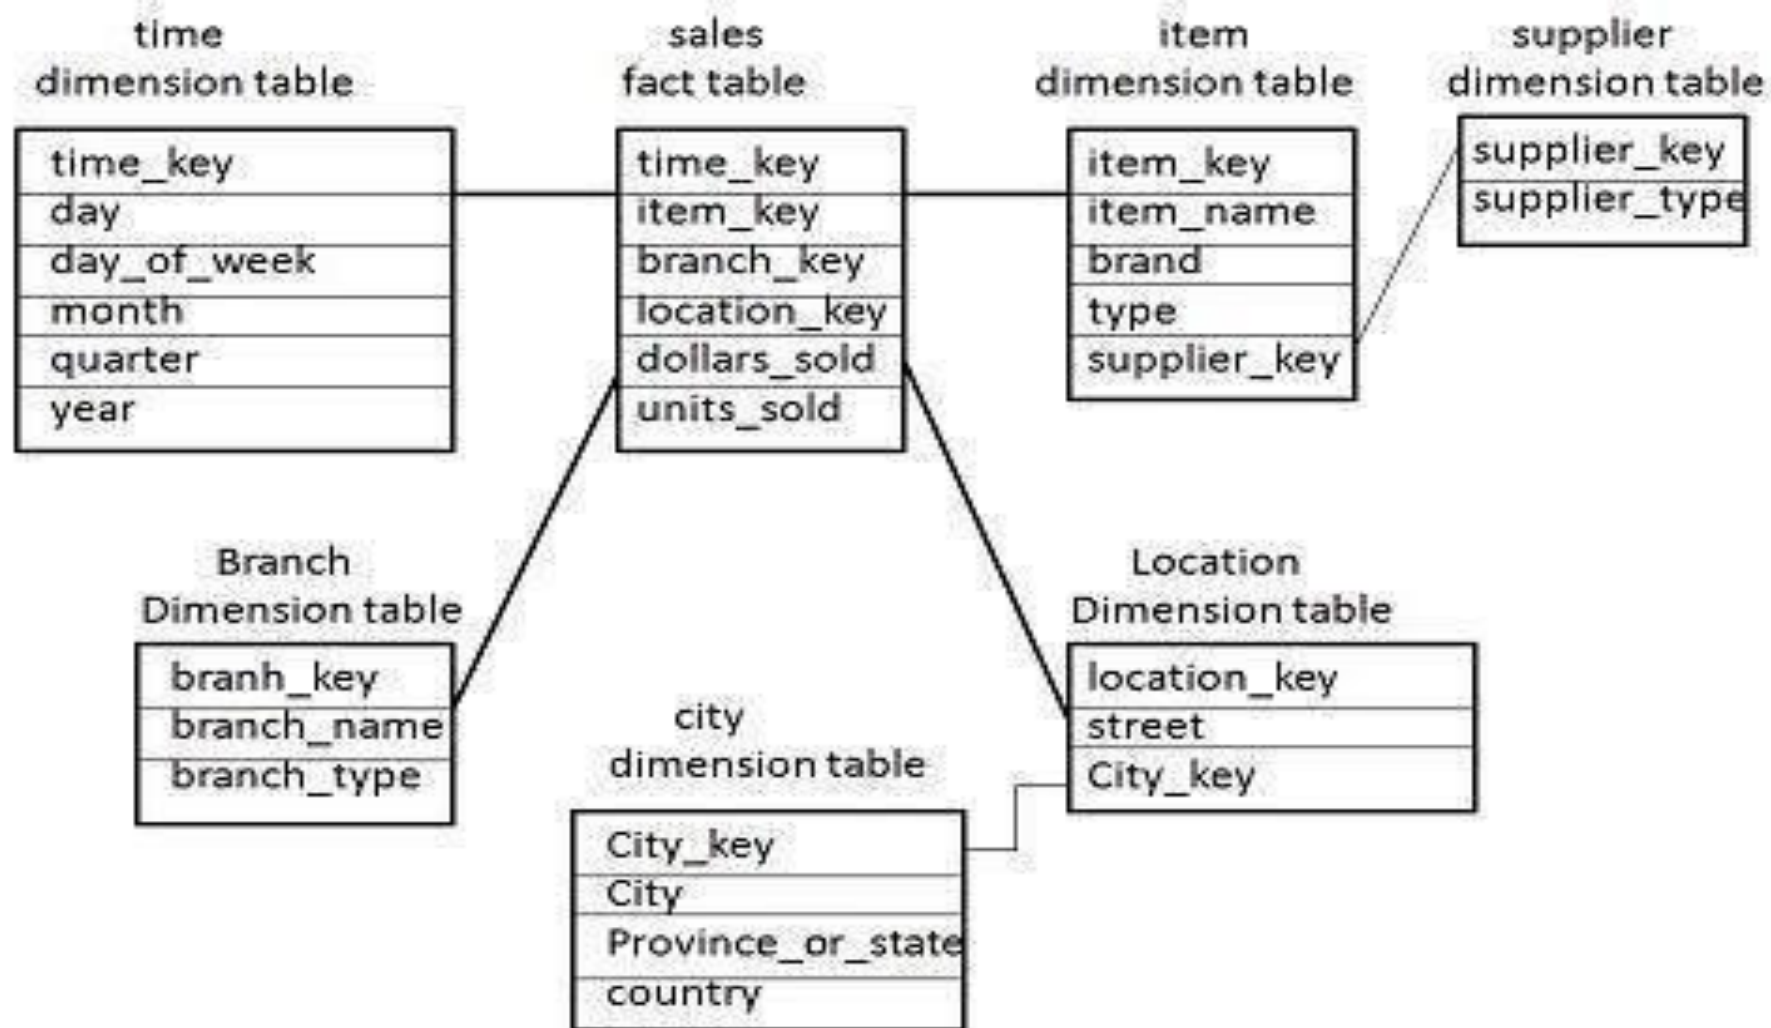 time
dimension table
time_key
day
day_of_week
month
quarter
year
sales
fact table
time_key
item_key
branch_key
location_key
dollars_sold
units_sold
item
dimension table
item_key
item_name
brand
type
supplier_key
supplier
dimension table
supplier_key
supplier_type
Branch
Dimension table
branh_key
branch_name
branch_type
city
dimension table
City_key
City
Province_or_state
country
Location
Dimension table
location_key
street
City_key